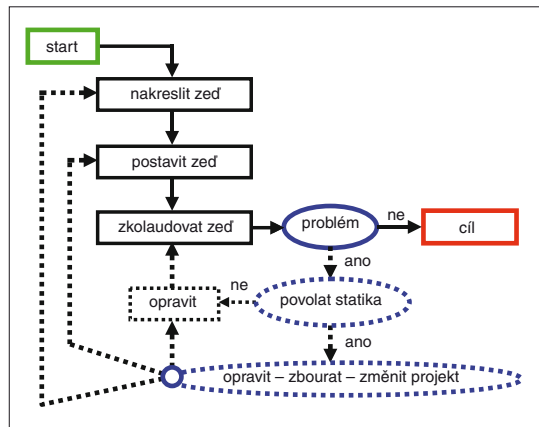 start
nakreslit zeď
postavit zeď
zkolaudovat zeď
problém
ne
cíl
ano
opravit
ne
povolat statika
ano
opravit – zbourat – změnit projekt